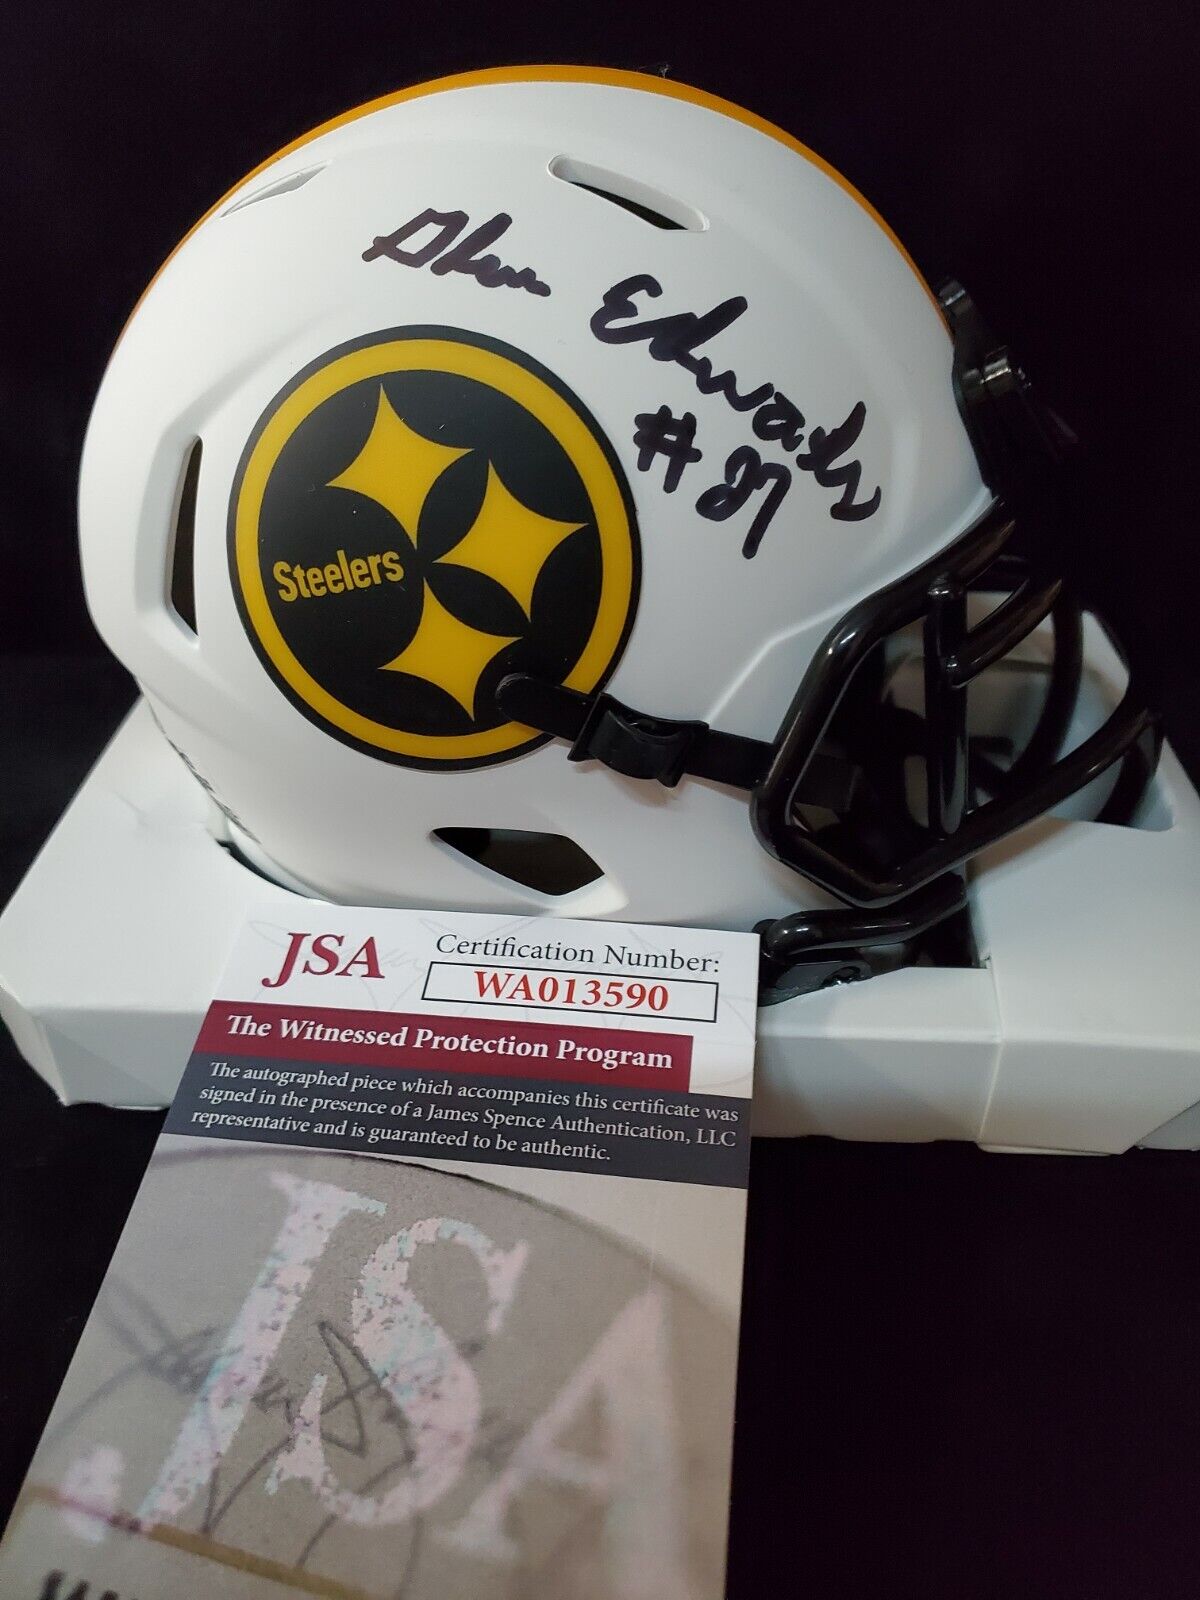 Glen Edwards
#27
Steelers
JSA
Certification Number:
WA013590
The Witnessed Protection Program
The autographed piece which accompanies this certificate was
signed in the presence of a James Spence Authentication, LLC
representative and is guaranteed to be authentic.
JSA